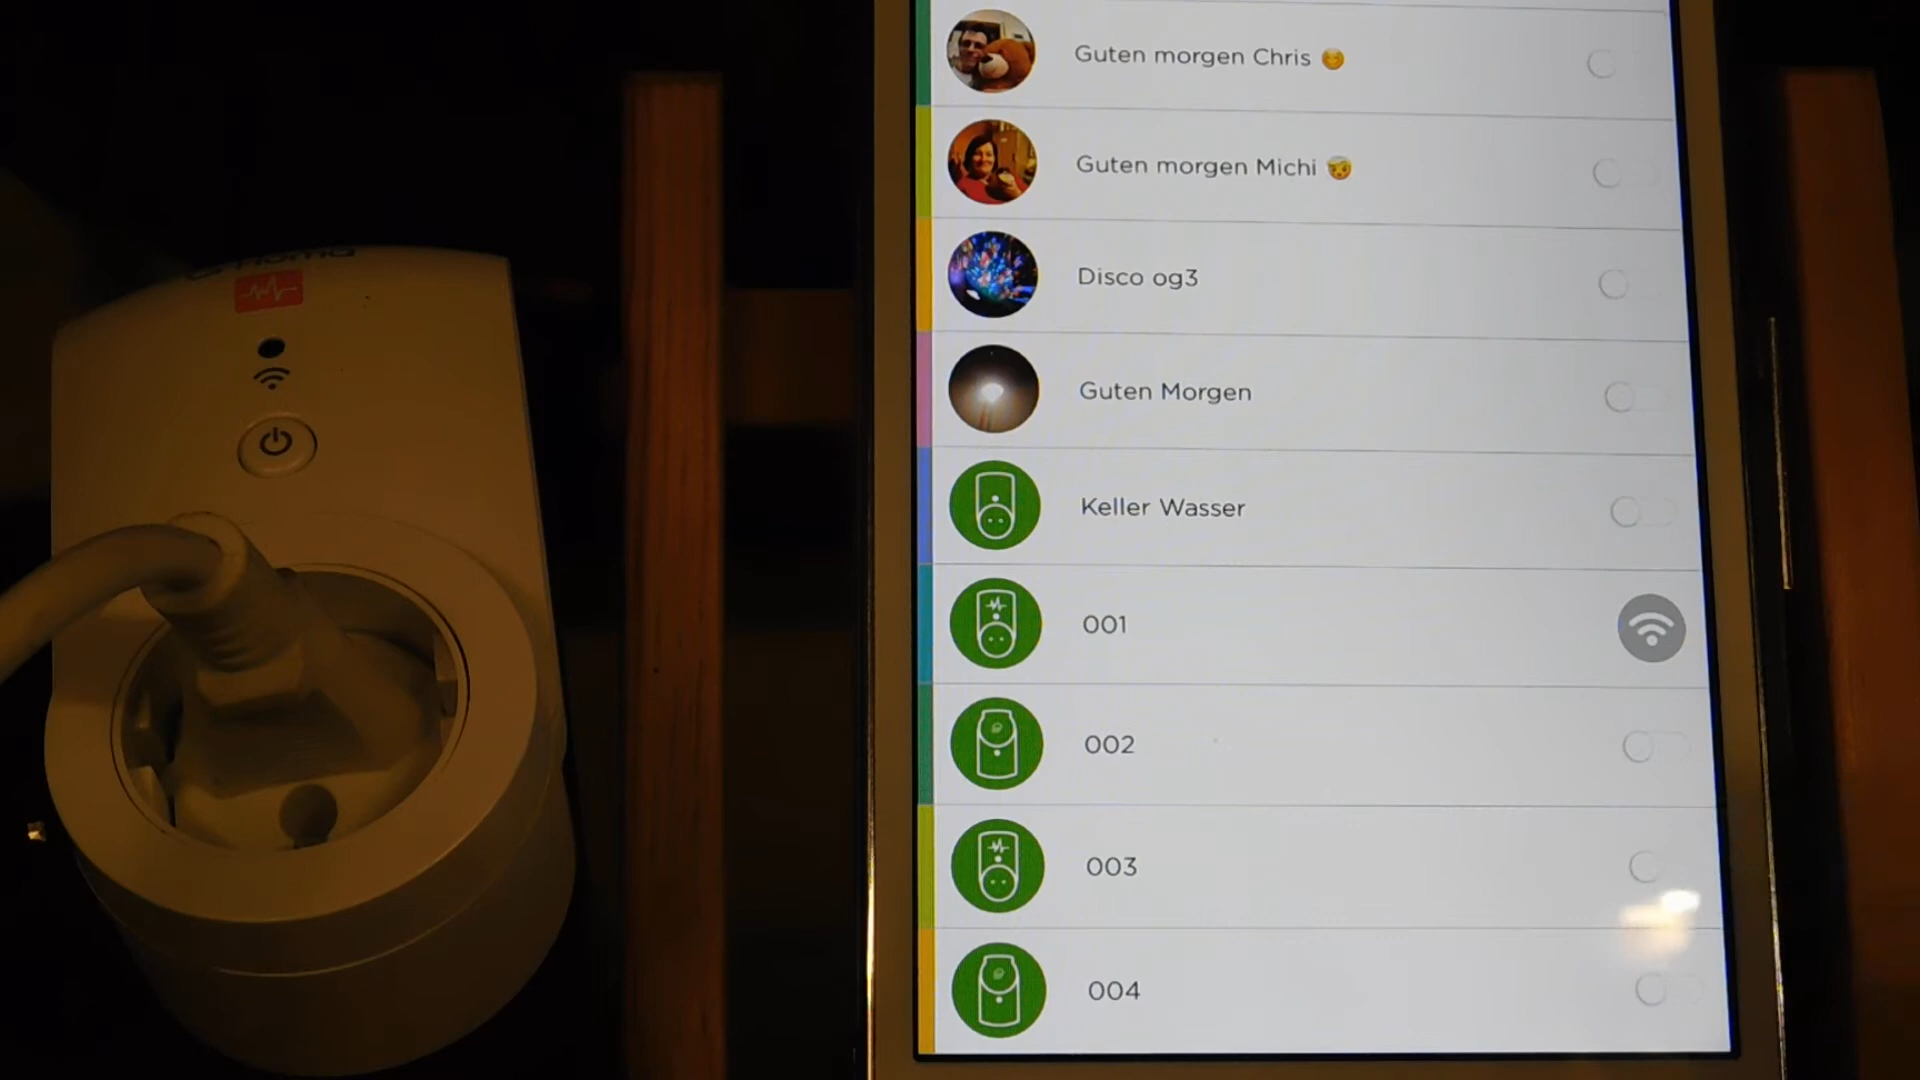 Guten morgen Chris 😊
Guten morgen Michi 🤕
Disco og3
Guten Morgen
Keller Wasser
001
002
003
004